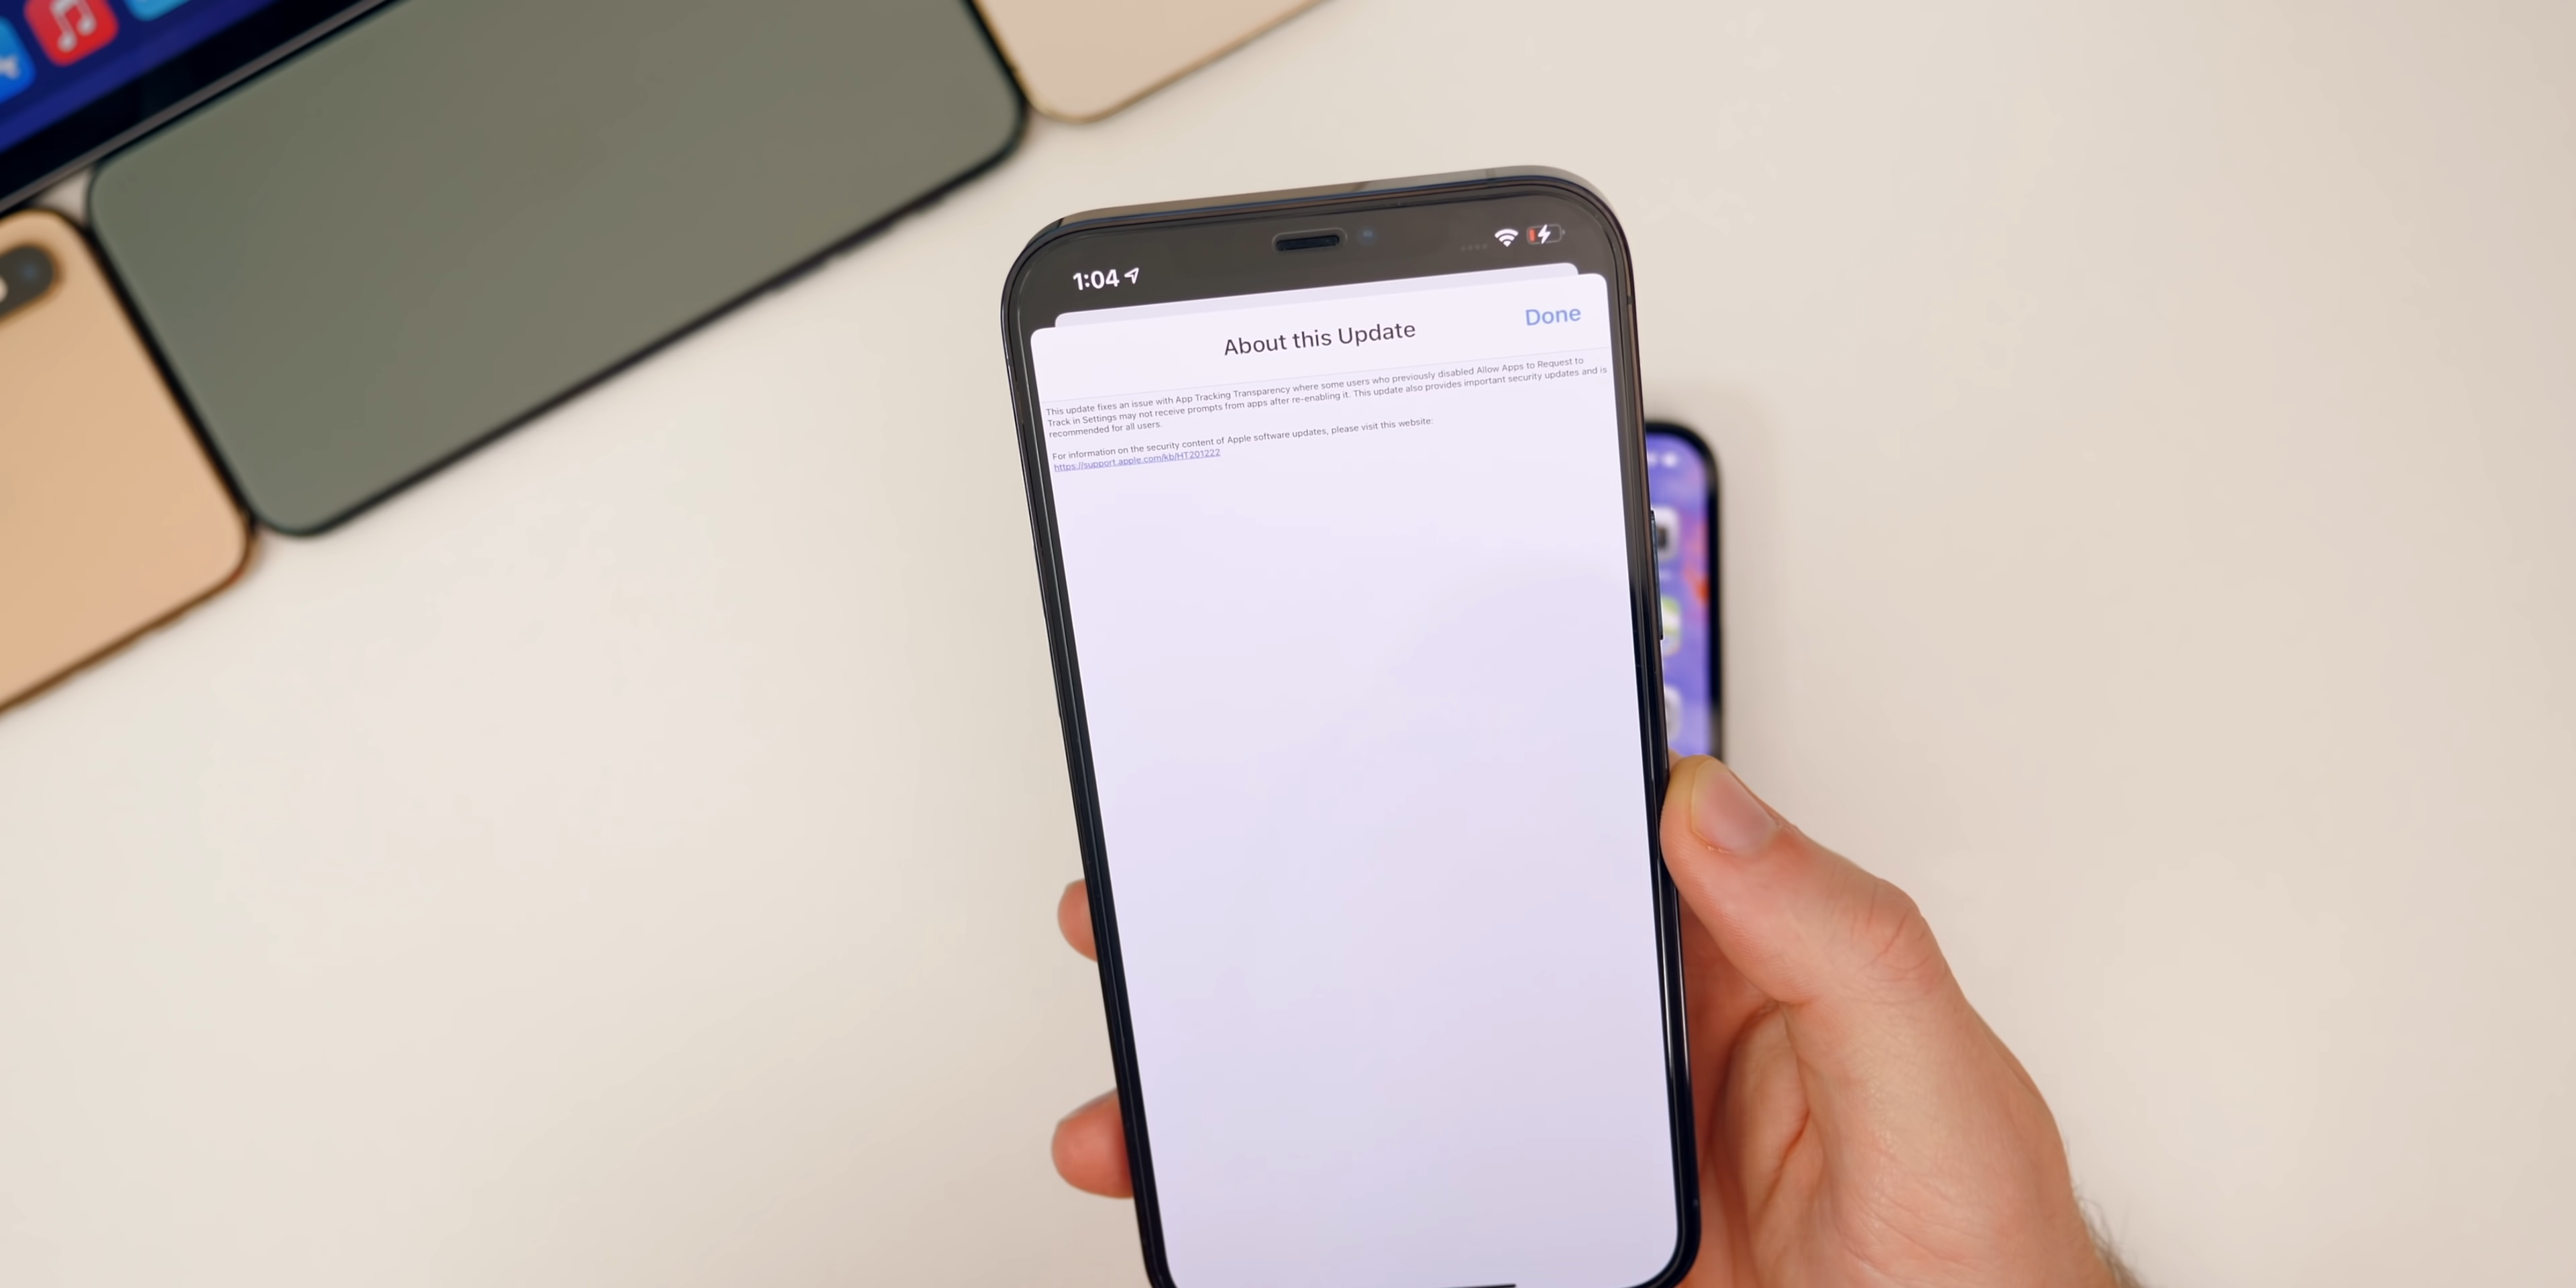 1:04
About this Update
Done
This update fixes an issue with App Tracking Transparency where some users who previously disabled Allow Apps to Request to
Track in Settings may not receive prompts from apps after re-enabling it. This update also provides important security updates and is
recommended for all users.
For information on the security content of Apple software updates, please visit this website:
https://support.apple.com/kb/HT201222